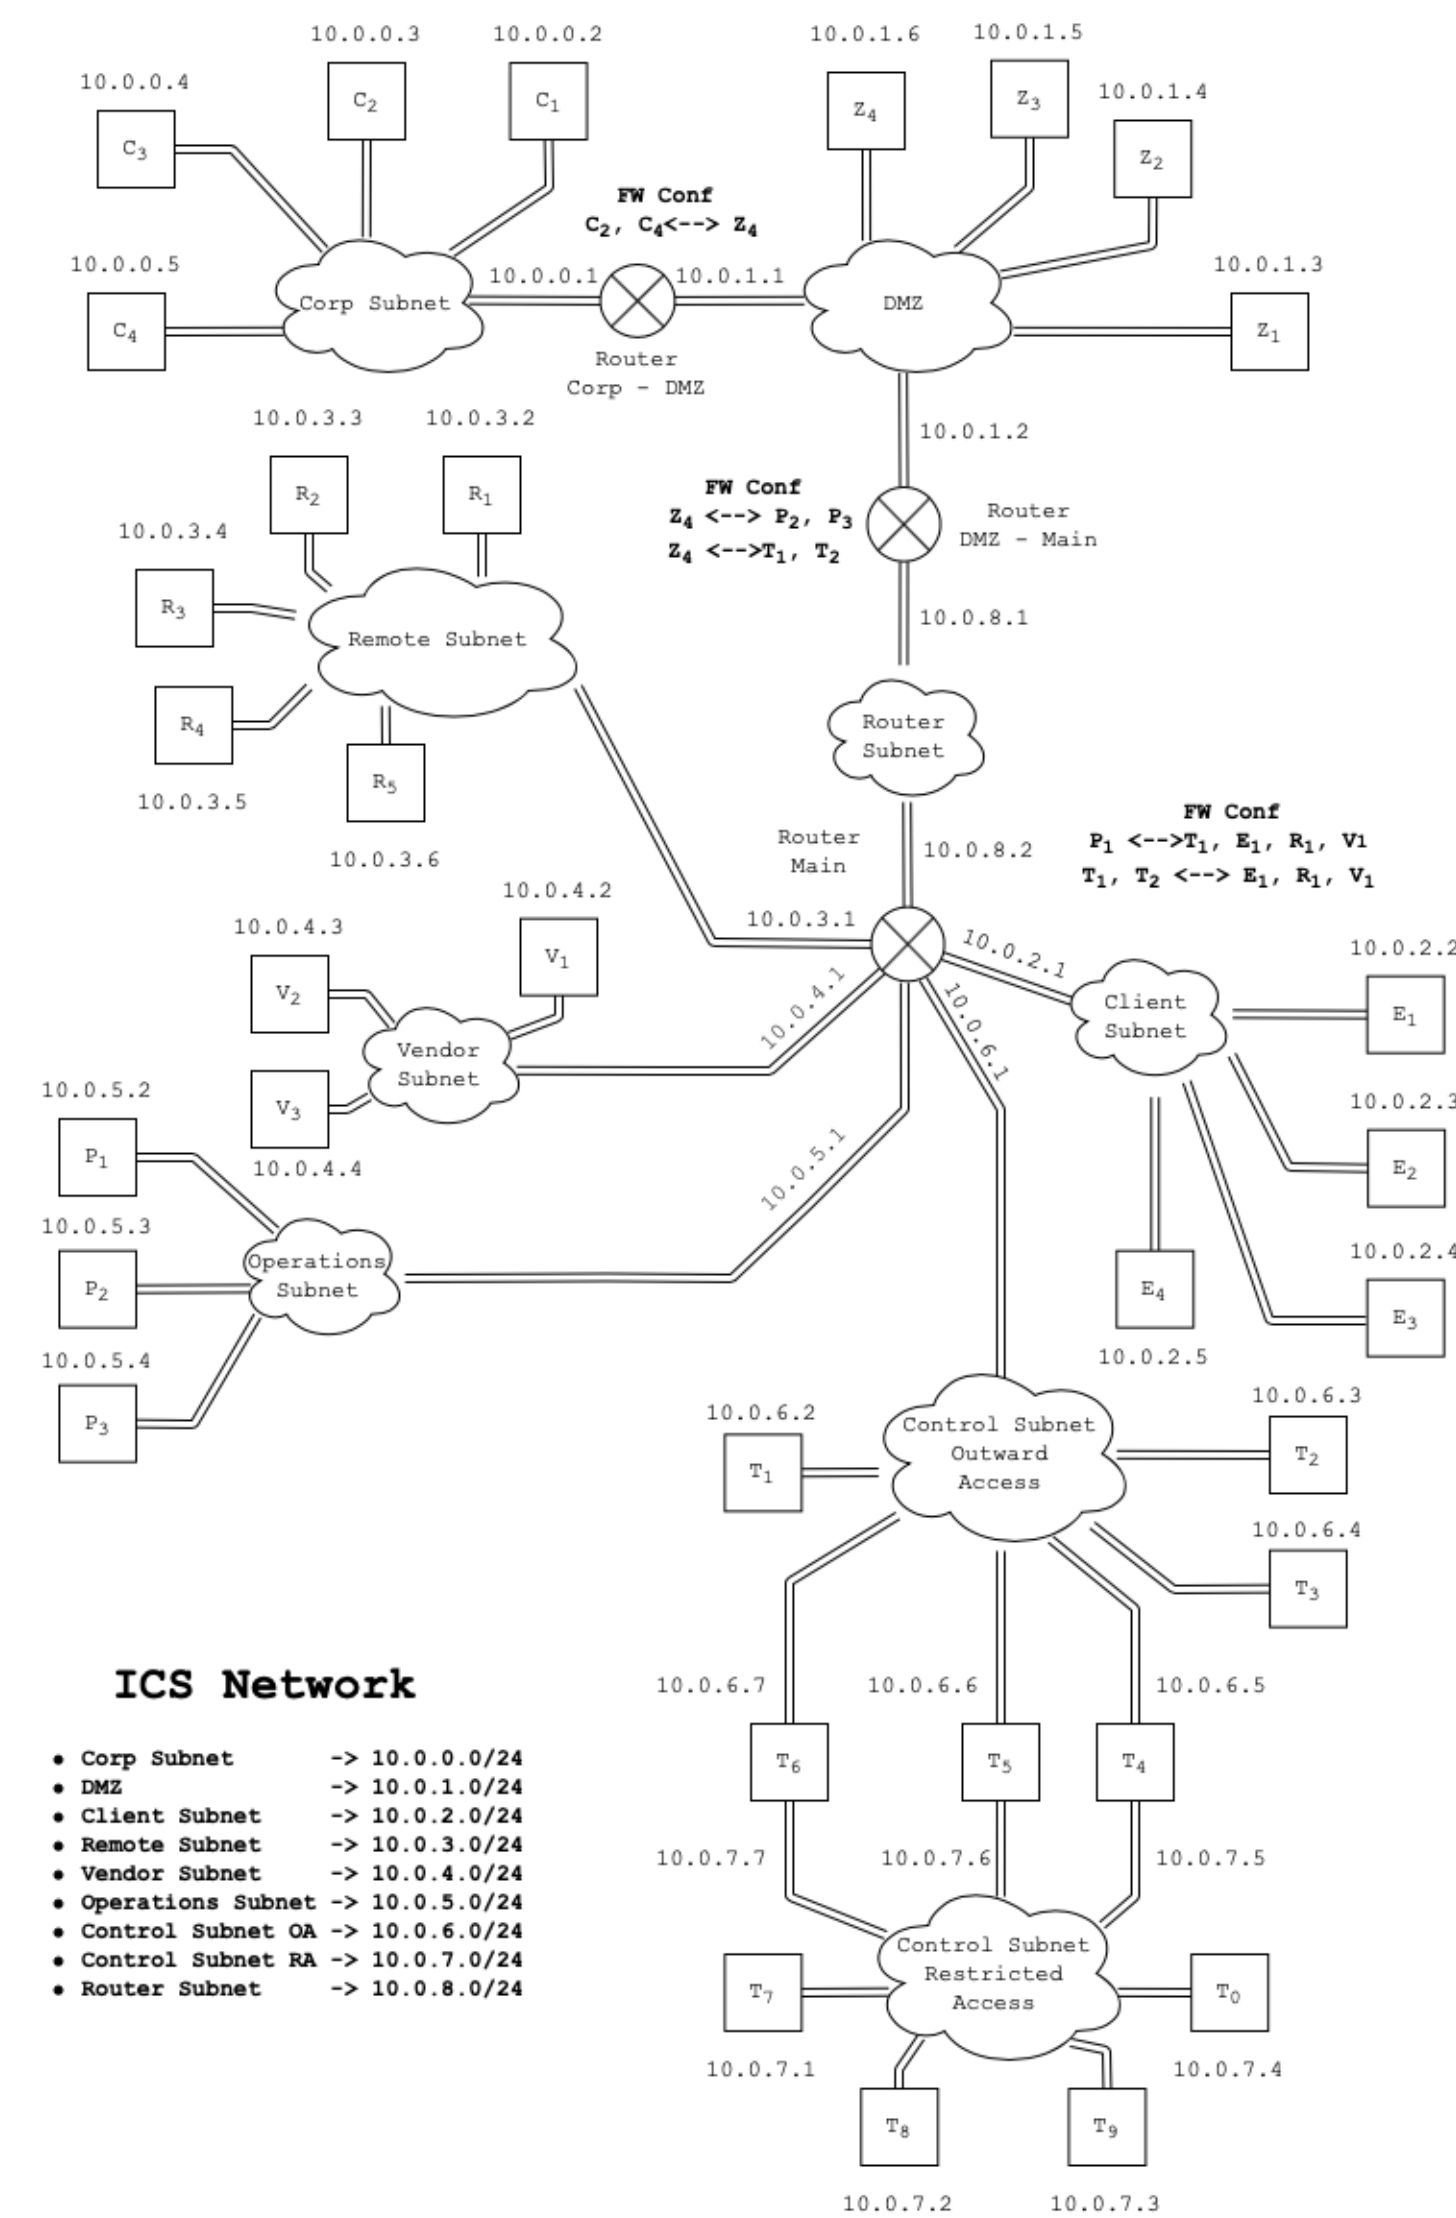 10.0.0.3
10.0.0.2
10.0.1.6
10.0.1.5
10.0.0.4
10.0.1.4
C2
C1
Z4
Z3
C3
Z2
FW Conf
C2, C4<--> Z4
10.0.0.5
10.0.0.1
10.0.1.1
10.0.1.3
C4
Corp Subnet
DMZ
Z1
Router
Corp - DMZ
10.0.3.3
10.0.3.2
10.0.1.2
R2
R1
FW Conf
Z4 <--> P2, P3
Z4 <-->T1, T2
Router
DMZ - Main
10.0.3.4
R3
Remote Subnet
10.0.8.1
R4
Router
Subnet
R5
10.0.3.5
10.0.3.6
Router
Main
10.0.8.2
FW Conf
P1 <-->T1, E1, R1, V1
T1, T2 <--> E1, R1, V1
10.0.4.2
10.0.3.1
10.0.4.3
V1
10.0.2.1
10.0.2.2
V2
10.0.4.1
10.0.6.1
Client
Subnet
E1
Vendor
Subnet
10.0.5.2
V3
10.0.2.3
P1
10.0.4.4
10.0.5.1
E2
10.0.5.3
10.0.2.4
Operations
Subnet
P2
E4
E3
10.0.5.4
10.0.2.5
P3
10.0.6.2
10.0.6.3
Control Subnet
Outward
Access
T1
T2
10.0.6.4
T3
ICS Network
10.0.6.7
10.0.6.6
10.0.6.5
T6
T5
T4
• Corp Subnet -> 10.0.0.0/24
• DMZ -> 10.0.1.0/24
• Client Subnet -> 10.0.2.0/24
• Remote Subnet -> 10.0.3.0/24
• Vendor Subnet -> 10.0.4.0/24
• Operations Subnet -> 10.0.5.0/24
• Control Subnet OA -> 10.0.6.0/24
• Control Subnet RA -> 10.0.7.0/24
• Router Subnet -> 10.0.8.0/24
10.0.7.7
10.0.7.6
10.0.7.5
Control Subnet
Restricted
Access
T7
T0
10.0.7.1
10.0.7.4
T8
T9
10.0.7.2
10.0.7.3